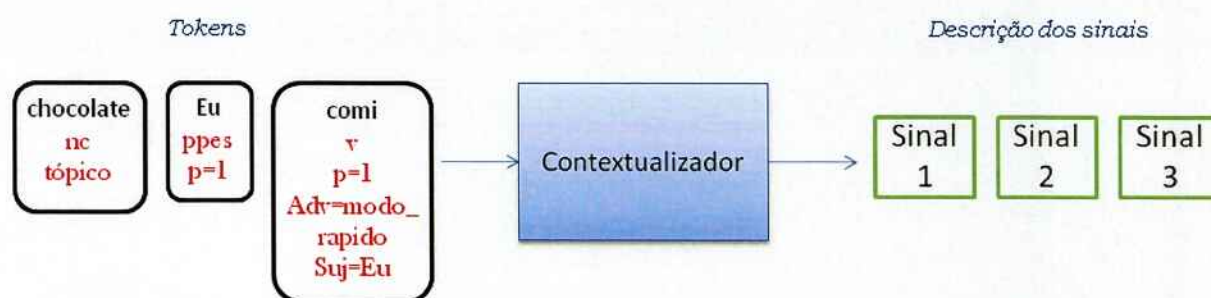 Tokens
Descrição dos sinais
chocolate
nc
tópico
Eu
ppes
p=1
comi
v
p=1
Adv=modo_
rapido
Suj=Eu
Contextualizador
Sinal
1
Sinal
2
Sinal
3